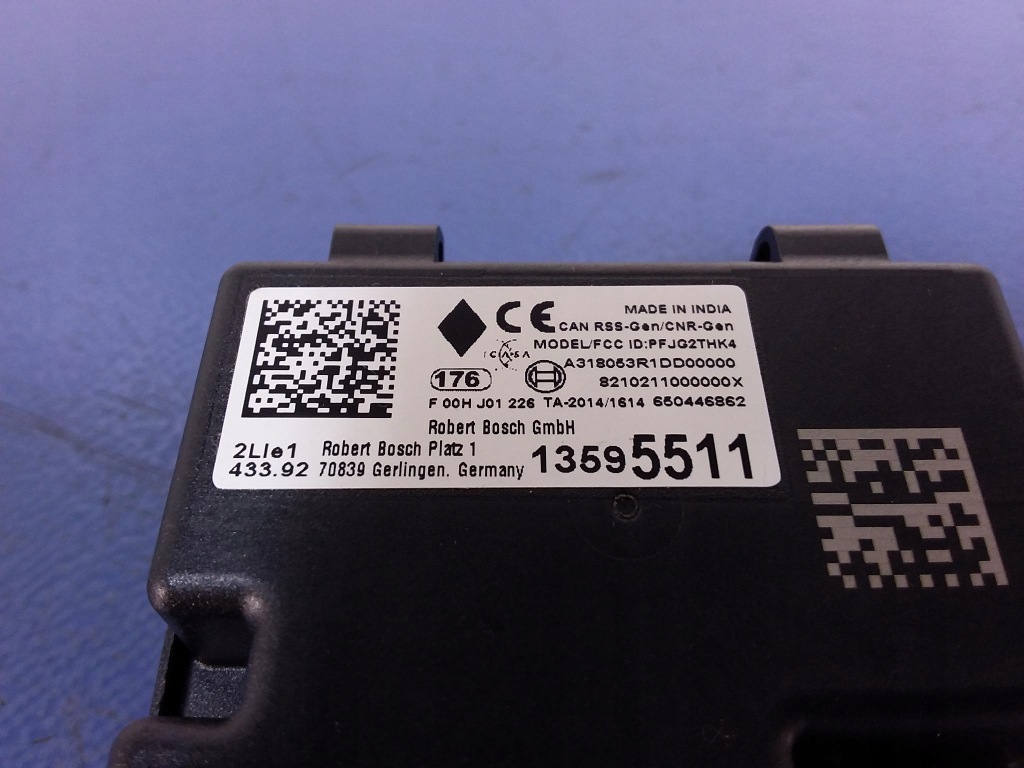 CE
MADE IN INDIA
CAN RSS-Gen/CNR-Gen
MODEL/FCC ID:PFJG2THK4
ICASA
A318053R1DD00000
176
8210211000000X
F 00H J01 226 TA-2014/1614 650446862
Robert Bosch GmbH
2LIe1 Robert Bosch Platz 1
433.92 70839 Gerlingen. Germany 13595511